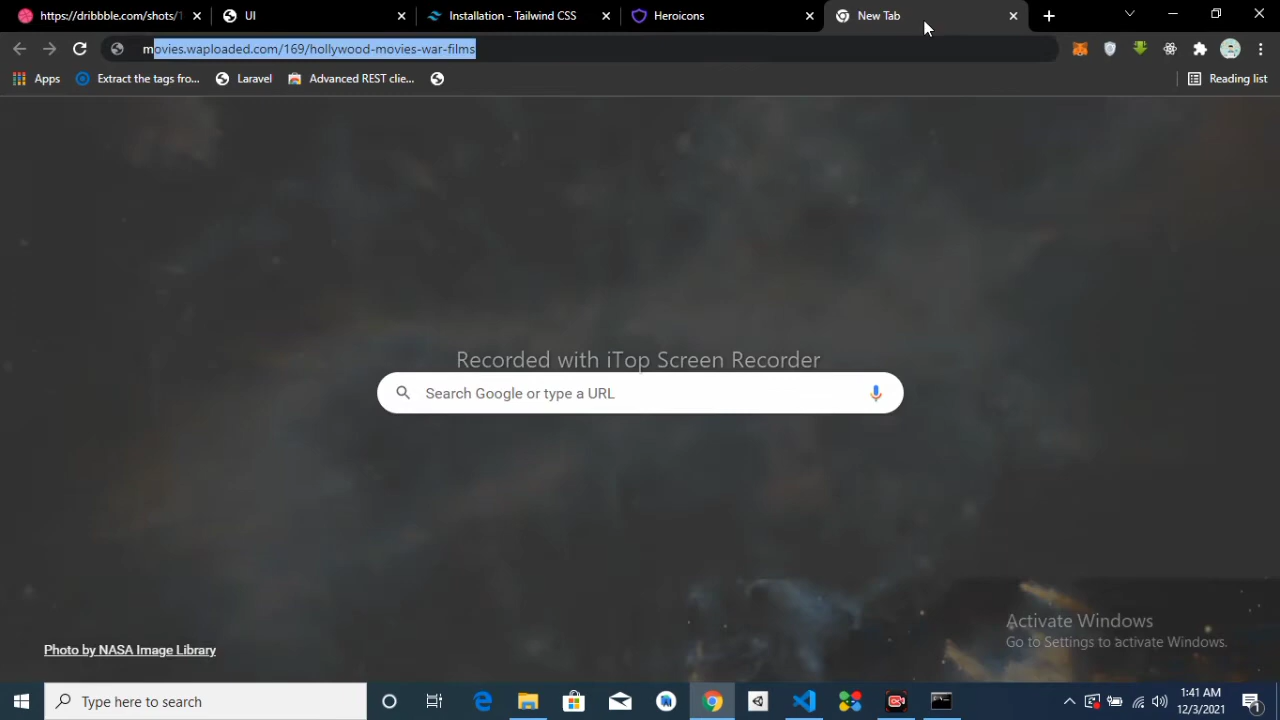 https://dribbble.com/shots/1
UI
Installation - Tailwind CSS
Heroicons
New Tab
movies.waploaded.com/169/hollywood-movies-war-films
Apps
Extract the tags from...
Laravel
Advanced REST clie...
Reading list
Recorded with iTop Screen Recorder
Search Google or type a URL
Activate Windows
Go to Settings to activate Windows.
Photo by NASA Image Library
Type here to search
1:41 AM
12/3/2021
1